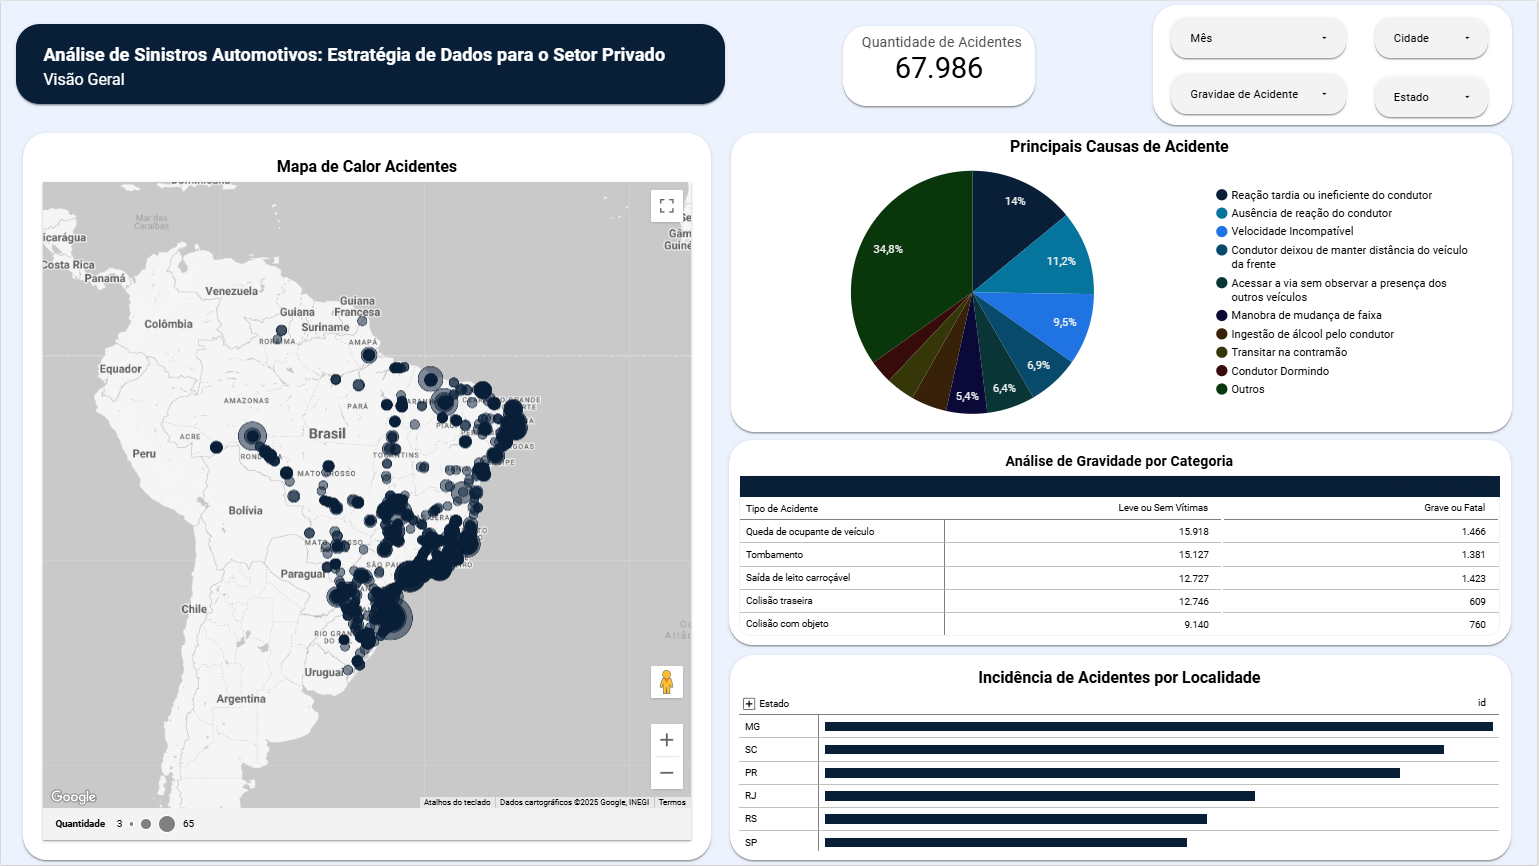 Análise de Sinistros Automotivos: Estratégia de Dados para o Setor Privado
Visão Geral
Quantidade de Acidentes
67.986
Mês
Cidade
Gravidae de Acidente
Estado
Mapa de Calor Acidentes
Mar das
Caraíbas
icarágua
Costa Rica
Panamá
Venezuela
Guiana
Guiana
Francesa
Suriname
Colômbia
RORAIMA
AMAPÁ
Equador
AMAZONAS
PARÁ
Brasil
ACRE
Peru
TOCANTINS
MATO GROSSO
Bolívia
SÃO PAU
Paraguai
Chile
RIO GRAN
DO
Uruguai
Argentina
Google
Atalhos do teclado
Dados cartográficos ©2025 Google, INEGI
Termos
Quantidade
3
65
Principais Causas de Acidente
14%
11,2%
9,5%
6,9%
6,4%
5,4%
34,8%
Reação tardia ou ineficiente do condutor
Ausência de reação do condutor
Velocidade Incompatível
Condutor deixou de manter distância do veículo
da frente
Acessar a via sem observar a presença dos
outros veículos
Manobra de mudança de faixa
Ingestão de álcool pelo condutor
Transitar na contramão
Condutor Dormindo
Outros
Análise de Gravidade por Categoria
Tipo de Acidente Leve ou Sem Vítimas Grave ou Fatal
Queda de ocupante de veículo 15.918 1.466
Tombamento 15.127 1.381
Saída de leito carroçável 12.727 1.423
Colisão traseira 12.746 609
Colisão com objeto 9.140 760
Incidência de Acidentes por Localidade
Estado id
MG
SC
PR
RJ
RS
SP